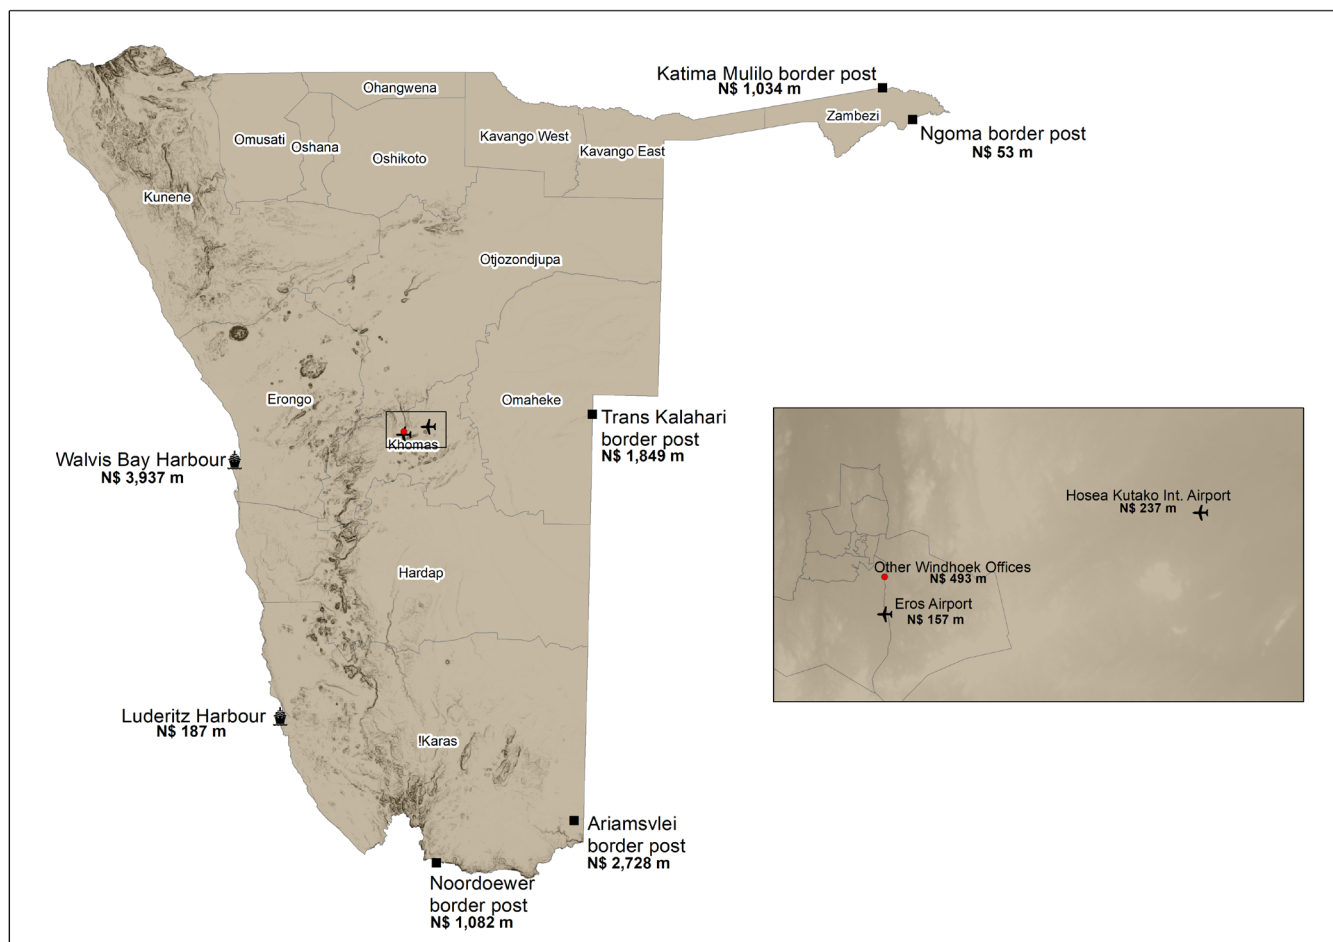 Katima Mulilo border post
N$ 1,034 m
Ohangwena
Zambezi
Ngoma border post
N$ 53 m
Omusati
Oshana
Oshikoto
Kavango West
Kavango East
Kunene
Otjozondjupa
Erongo
Omaheke
Trans Kalahari
border post
N$ 1,849 m
Khomas
Walvis Bay Harbour
N$ 3,937 m
Hosea Kutako Int. Airport
N$ 237 m
Other Windhoek Offices
N$ 493 m
Eros Airport
N$ 157 m
Hardap
Luderitz Harbour
N$ 187 m
!Karas
Ariamsvlei
border post
N$ 2,728 m
Noordoewer
border post
N$ 1,082 m